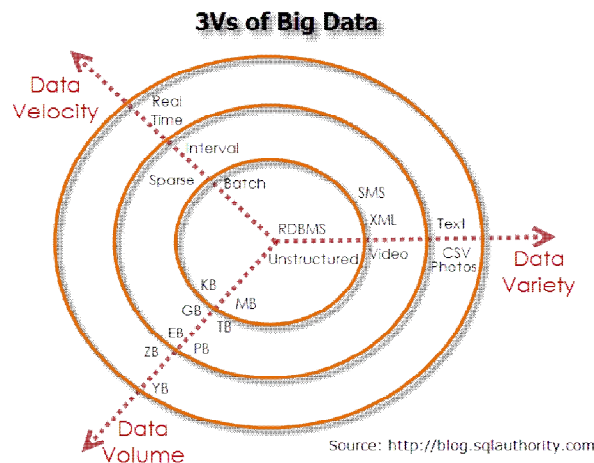 3Vs of Big Data
Data
Velocity
Real
Time
Interval
Sparse
Batch
SMS
XML
Text
RDBMS
Unstructured
Video
CSV
Photos
Data
Variety
KB
GB
MB
TB
EB
PB
ZB
YB
Data
Volume
Source: http://blog.sqlauthority.com